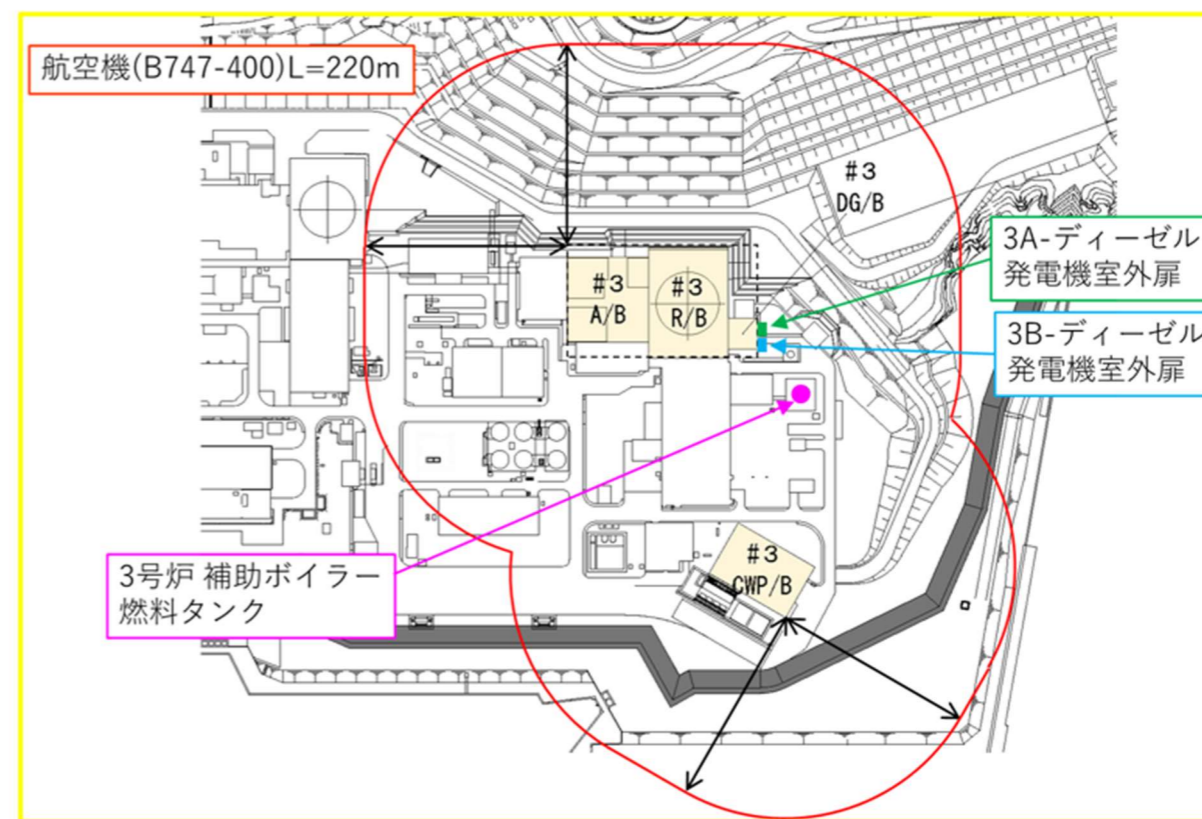 航空機(B747-400)L=220m
#3
DG/B
3A-ディーゼル
発電機室外扉
#3
A/B
#3
R/B
3B-ディーゼル
発電機室外扉
#3
CWP/B
3号炉 補助ボイラー
燃料タンク